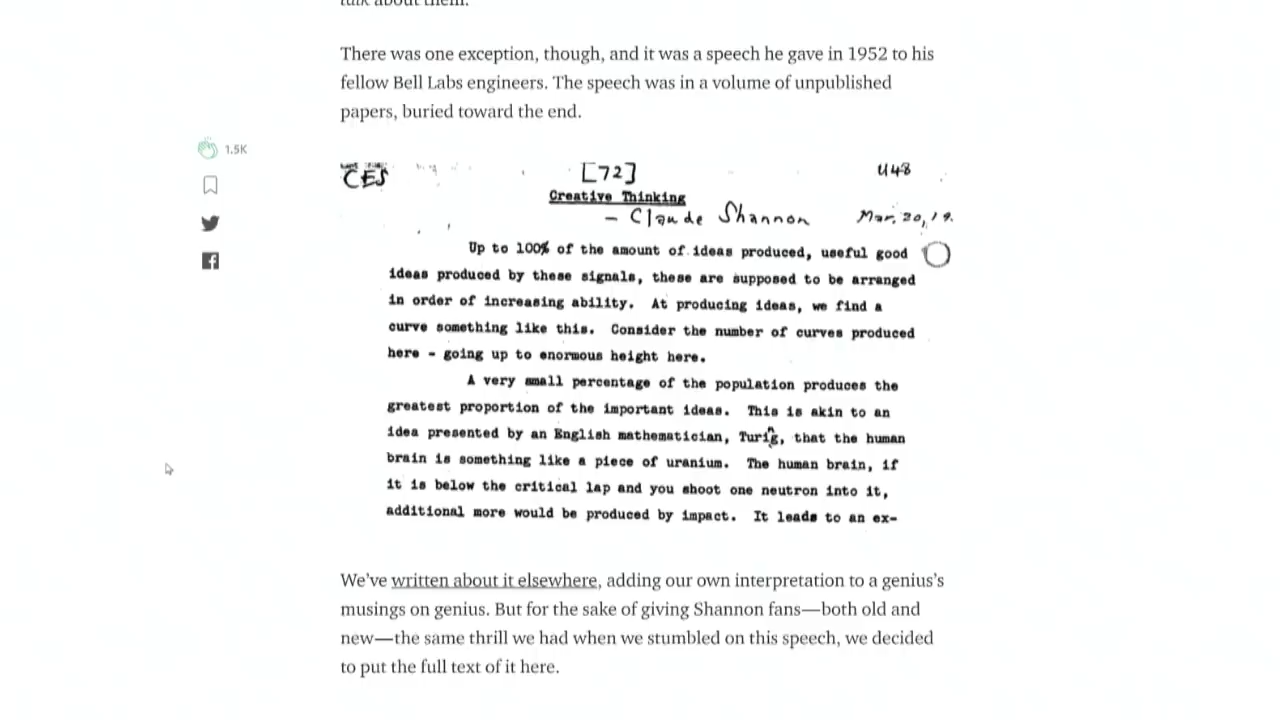 talk about them.
There was one exception, though, and it was a speech he gave in 1952 to his
fellow Bell Labs engineers. The speech was in a volume of unpublished
papers, buried toward the end.
1.5K
CES
[72]
U48
Creative Thinking
- Claude Shannon
Mar. 20, 19.
Up to 100% of the amount of ideas produced, useful good
ideas produced by these signals, these are supposed to be arranged
in order of increasing ability. At producing ideas, we find a
curve something like this. Consider the number of curves produced
here - going up to enormous height here.
A very small percentage of the population produces the
greatest proportion of the important ideas. This is akin to an
idea presented by an English mathematician, Turing, that the human
brain is something like a piece of uranium. The human brain, if
it is below the critical lap and you shoot one neutron into it,
additional more would be produced by impact. It leads to an ex-
We've written about it elsewhere, adding our own interpretation to a genius's
musings on genius. But for the sake of giving Shannon fans—both old and
new—the same thrill we had when we stumbled on this speech, we decided
to put the full text of it here.